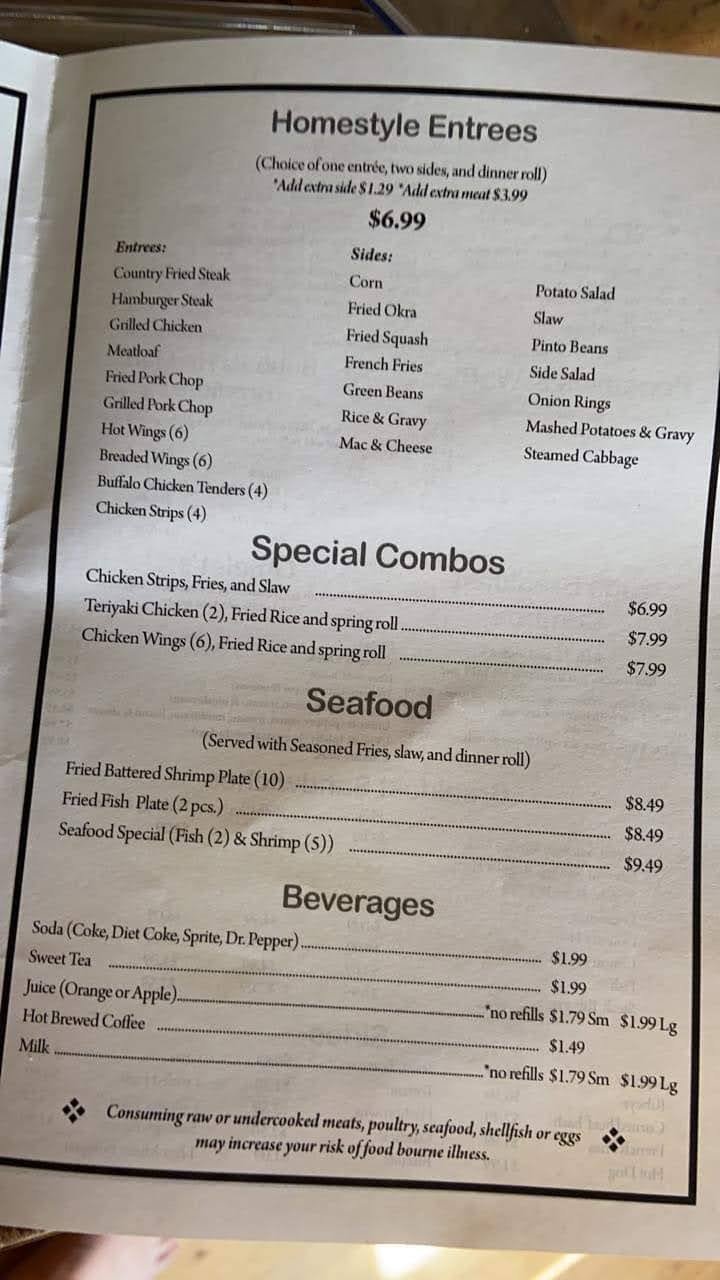 Homestyle Entrees
(Choice of one entrée, two sides, and dinner roll)
*Add extra side $1.29 *Add extra meat $3.99
$6.99
Entrees:
Country Fried Steak
Hamburger Steak
Grilled Chicken
Meatloaf
Fried Pork Chop
Grilled Pork Chop
Hot Wings (6)
Breaded Wings (6)
Buffalo Chicken Tenders (4)
Chicken Strips (4)
Sides:
Corn
Fried Okra
Fried Squash
French Fries
Green Beans
Rice & Gravy
Mac & Cheese
Potato Salad
Slaw
Pinto Beans
Side Salad
Onion Rings
Mashed Potatoes & Gravy
Steamed Cabbage
Special Combos
Chicken Strips, Fries, and Slaw $6.99
Teriyaki Chicken (2), Fried Rice and spring roll $7.99
Chicken Wings (6), Fried Rice and spring roll $7.99
Seafood
(Served with Seasoned Fries, slaw, and dinner roll)
Fried Battered Shrimp Plate (10) $8.49
Fried Fish Plate (2 pcs.) $8.49
Seafood Special (Fish (2) & Shrimp (5)) $9.49
Beverages
Soda (Coke, Diet Coke, Sprite, Dr. Pepper) $1.99
Sweet Tea $1.99
Juice (Orange or Apple) *no refills $1.79 Sm $1.99 Lg
Hot Brewed Coffee $1.49
Milk *no refills $1.79 Sm $1.99 Lg
Consuming raw or undercooked meats, poultry, seafood, shellfish or eggs
may increase your risk of food bourne illness.